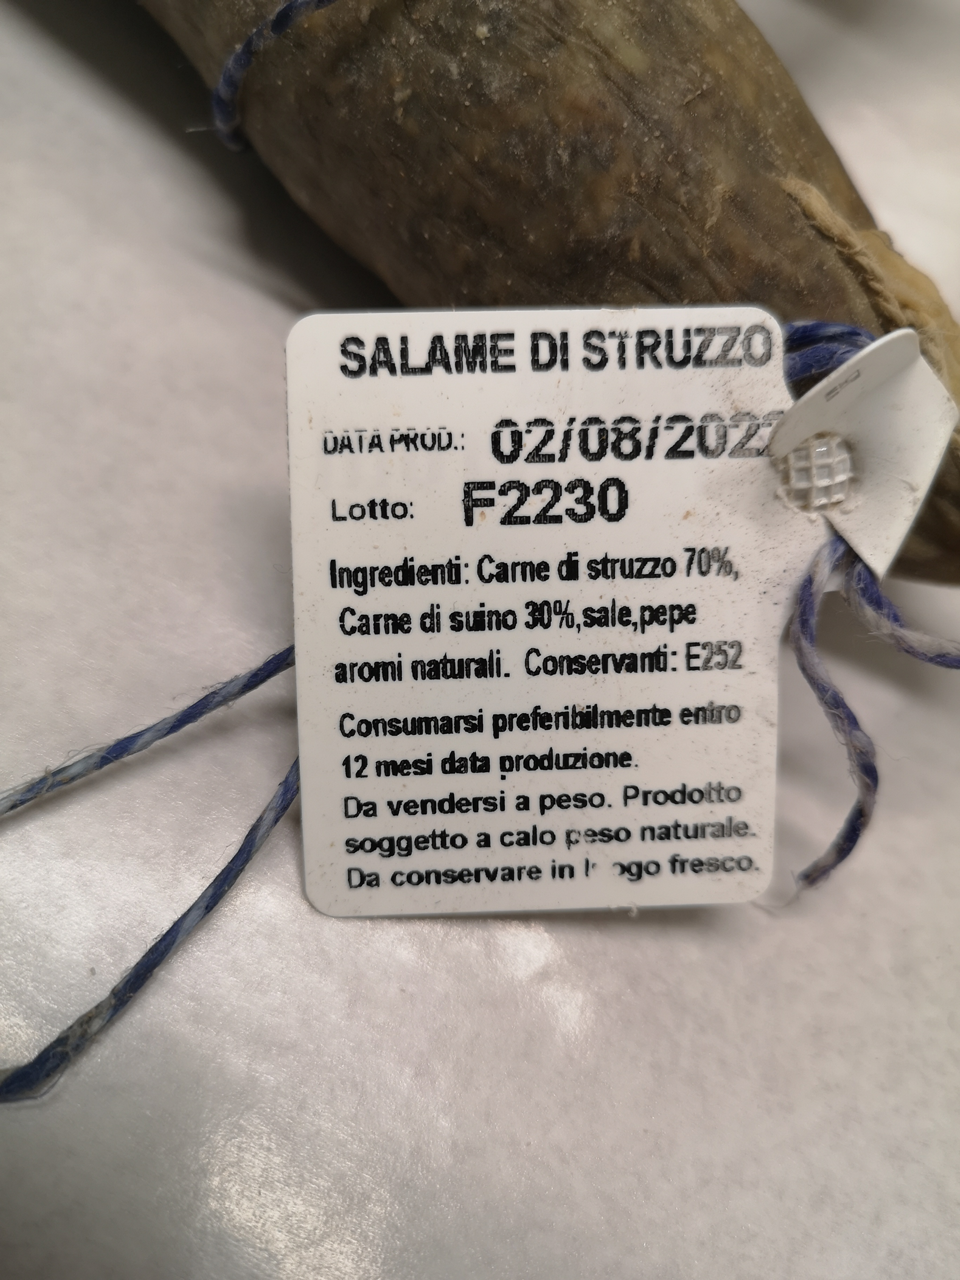 SALAME DI STRUZZO
DATA PROD.: 02/08/2022
Lotto: F2230
Ingredienti: Carne di struzzo 70%,
Carne di suino 30%,sale,pepe
aromi naturali. Conservanti: E252
Consumarsi preferibilmente entro
12 mesi data produzione.
Da vendersi a peso. Prodotto
soggetto a calo peso naturale.
Da conservare in luogo fresco.